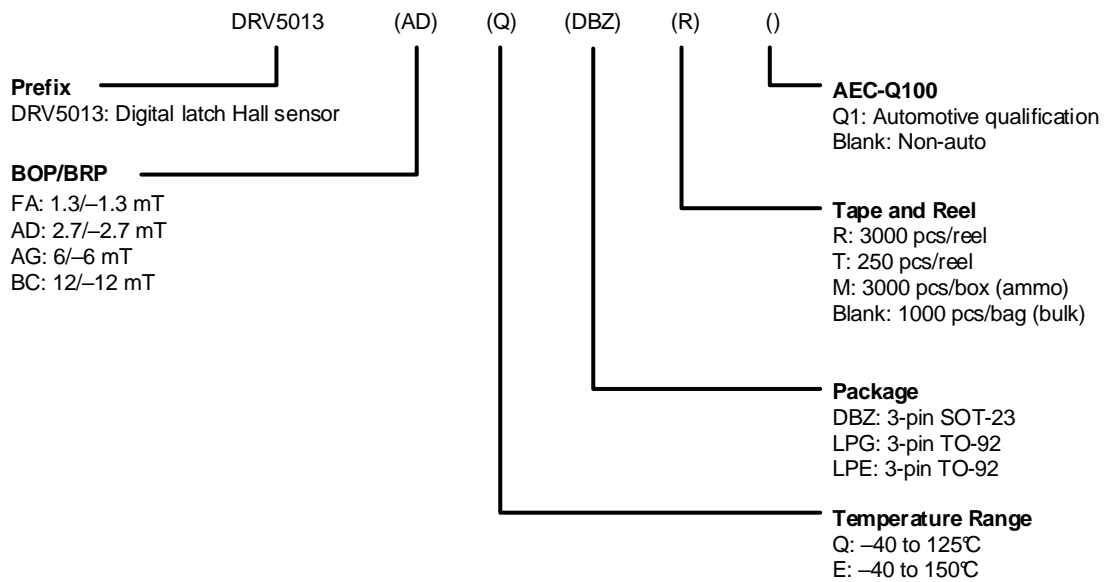 DRV5013 (AD) (Q) (DBZ) (R) ()
Prefix
DRV5013: Digital latch Hall sensor
BOP/BRP
FA: 1.3/–1.3 mT
AD: 2.7/–2.7 mT
AG: 6/–6 mT
BC: 12/–12 mT
AEC-Q100
Q1: Automotive qualification
Blank: Non-auto
Tape and Reel
R: 3000 pcs/reel
T: 250 pcs/reel
M: 3000 pcs/box (ammo)
Blank: 1000 pcs/bag (bulk)
Package
DBZ: 3-pin SOT-23
LPG: 3-pin TO-92
LPE: 3-pin TO-92
Temperature Range
Q: –40 to 125℃
E: –40 to 150℃